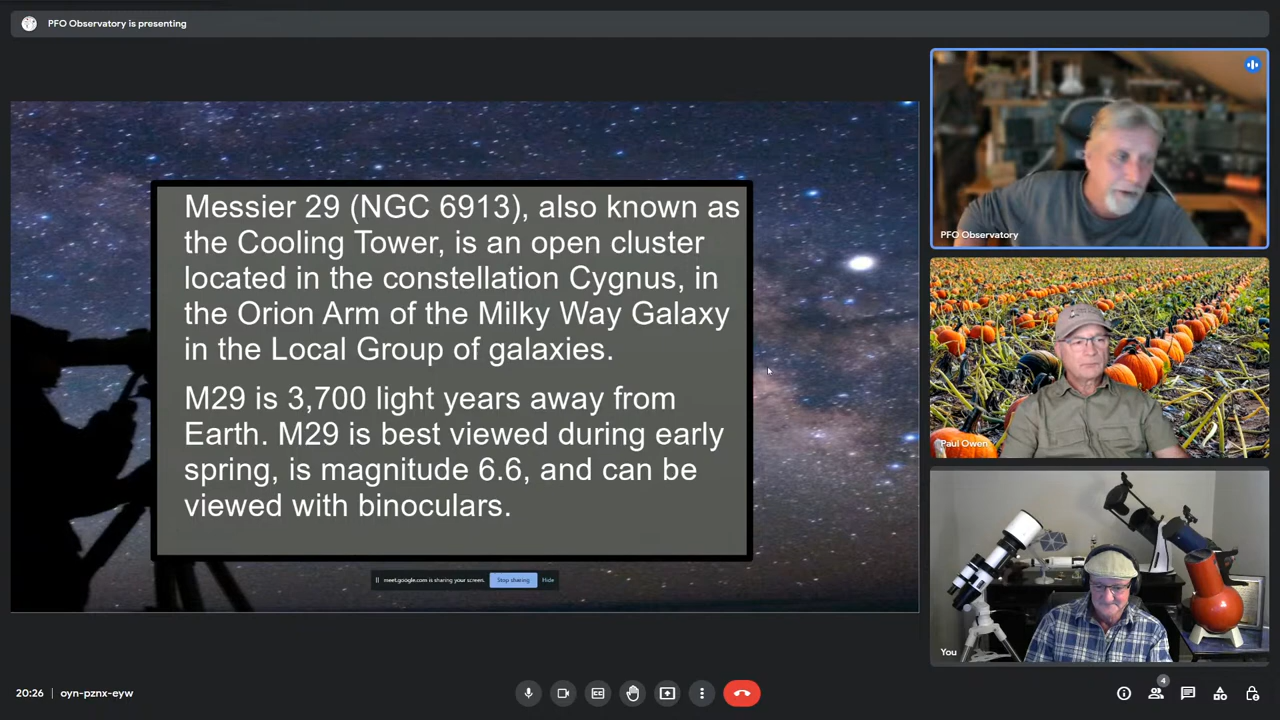 PFO Observatory is presenting
Messier 29 (NGC 6913), also known as
the Cooling Tower, is an open cluster
located in the constellation Cygnus, in
the Orion Arm of the Milky Way Galaxy
in the Local Group of galaxies.
M29 is 3,700 light years away from
Earth. M29 is best viewed during early
spring, is magnitude 6.6, and can be
viewed with binoculars.
meet.google.com is sharing your screen. Stop sharing Hide
PFO Observatory
Paul Owen
You
20:26 oyn-pznx-eyw
4